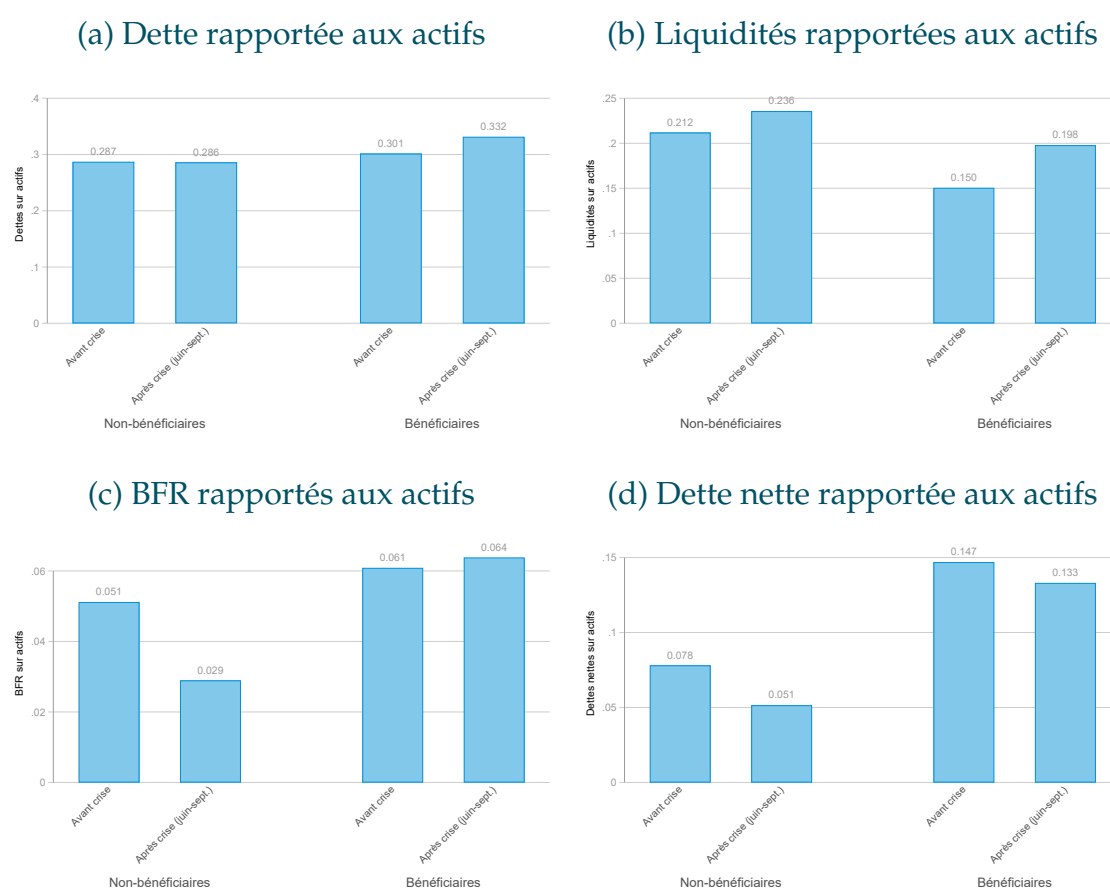 (a) Dette rapportée aux actifs
Dettes sur actifs
.4
.3
.2
.1
0
0.287
0.286
0.301
0.332
Avant crise
Après crise (juin-sept.)
Avant crise
Après crise (juin-sept.)
Non-bénéficiaires
Bénéficiaires
(b) Liquidités rapportées aux actifs
Liquidités sur actifs
.25
.2
.15
.1
.05
0
0.212
0.236
0.150
0.198
Avant crise
Après crise (juin-sept.)
Avant crise
Après crise (juin-sept.)
Non-bénéficiaires
Bénéficiaires
(c) BFR rapportés aux actifs
BFR sur actifs
.06
.04
.02
0
0.051
0.029
0.061
0.064
Avant crise
Après crise (juin-sept.)
Avant crise
Après crise (juin-sept.)
Non-bénéficiaires
Bénéficiaires
(d) Dette nette rapportée aux actifs
Dettes nettes sur actifs
.15
.1
.05
0
0.078
0.051
0.147
0.133
Avant crise
Après crise (juin-sept.)
Avant crise
Après crise (juin-sept.)
Non-bénéficiaires
Bénéficiaires